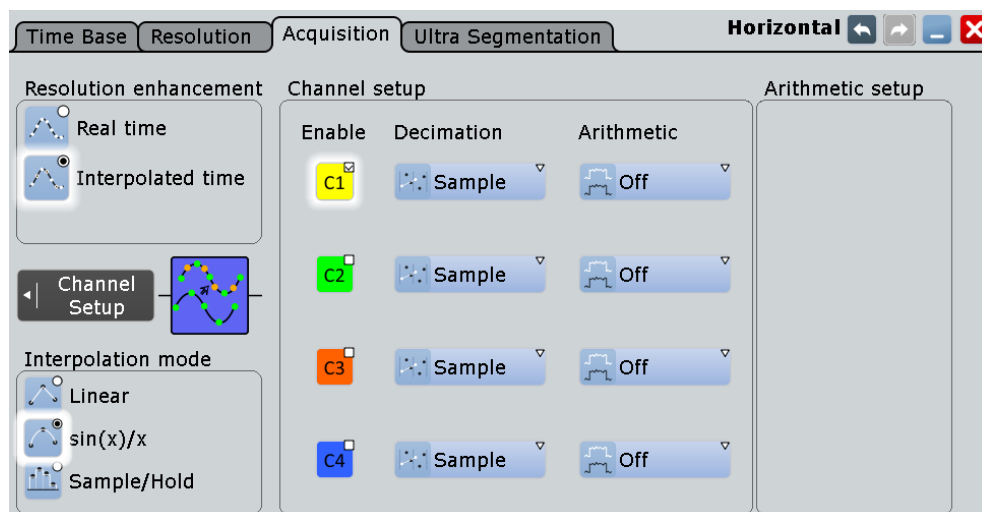 Time Base Resolution Acquisition Ultra Segmentation Horizontal
Resolution enhancement
Real time
Interpolated time
Channel
Setup
Interpolation mode
Linear
sin(x)/x
Sample/Hold
Channel setup
Enable Decimation Arithmetic
C1 Sample Off
C2 Sample Off
C3 Sample Off
C4 Sample Off
Arithmetic setup